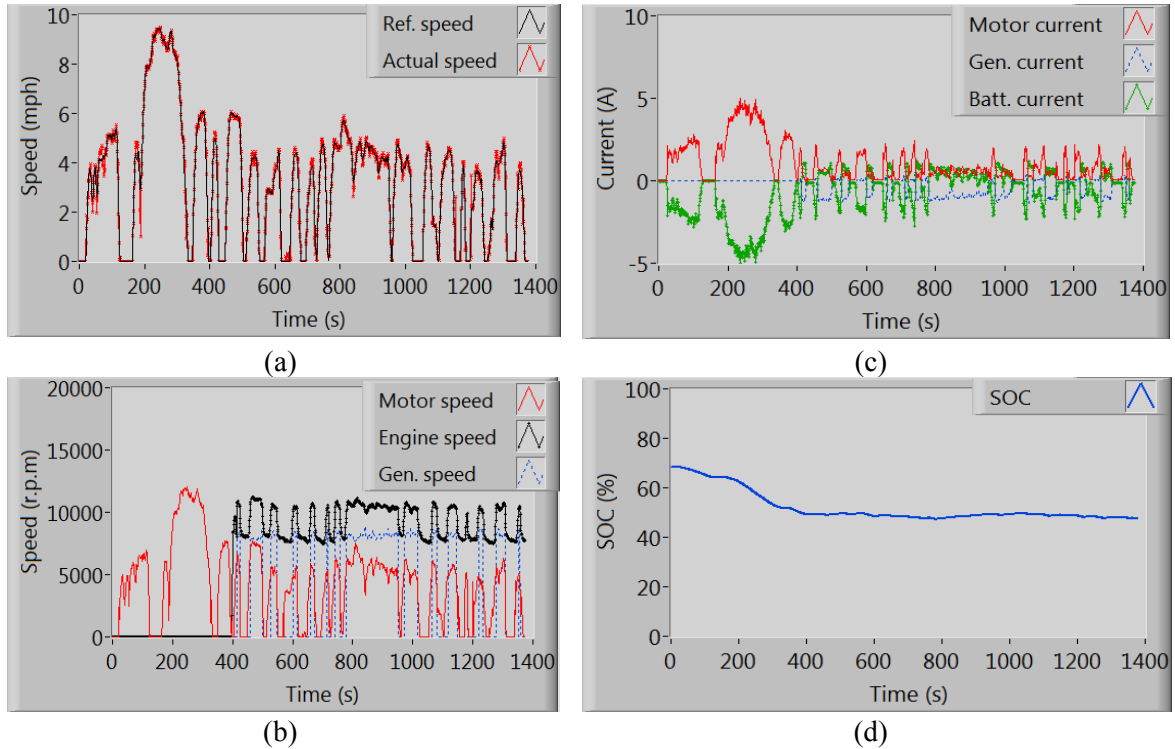 10
8
6
4
2
0
Speed (mph)
Ref. speed
Actual speed
0 200 400 600 800 1000 1200 1400
Time (s)
(a)
10
5
0
-5
Current (A)
Motor current
Gen. current
Batt. current
0 200 400 600 800 1000 1200 1400
Time (s)
(c)
20000
15000
10000
5000
0
Speed (r.p.m)
Motor speed
Engine speed
Gen. speed
0 200 400 600 800 1000 1200 1400
Time (s)
(b)
100
80
60
40
20
0
SOC (%)
SOC
0 200 400 600 800 1000 1200 1400
Time (s)
(d)